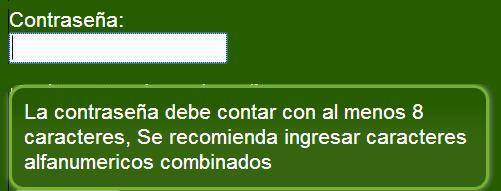 Contraseña:
La contraseña debe contar con al menos 8
caracteres, Se recomienda ingresar caracteres
alfanumericos combinados